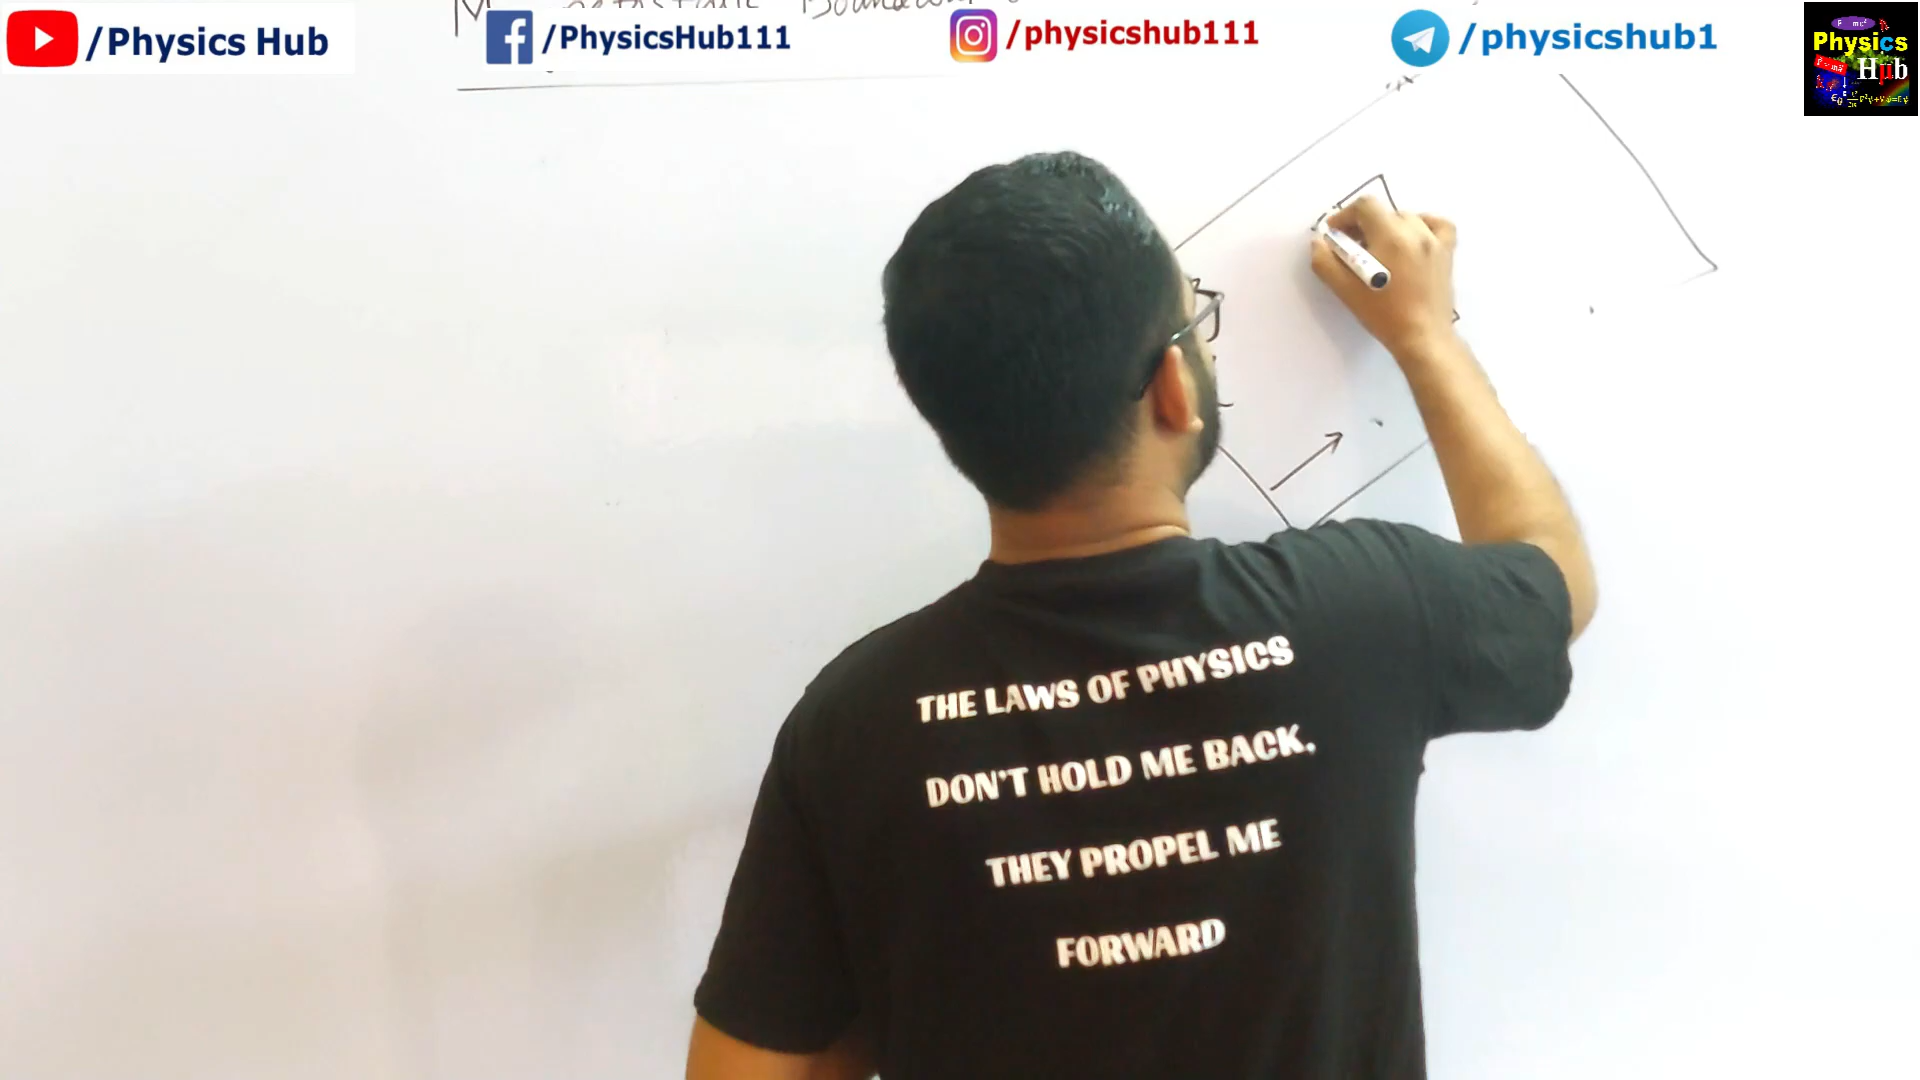 /Physics Hub
/PhysicsHub111
/physicshub111
/physicshub1
Physics
Hub
THE LAWS OF PHYSICS
DON'T HOLD ME BACK.
THEY PROPEL ME
FORWARD